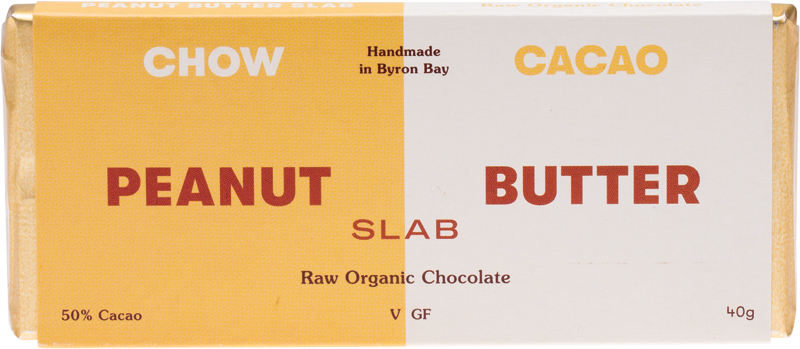 PEANUT BUTTER SLAB
Raw Organic Chocolate
CHOW
Handmade
in Byron Bay
CACAO
PEANUT
BUTTER
SLAB
Raw Organic Chocolate
50% Cacao
V GF
40g